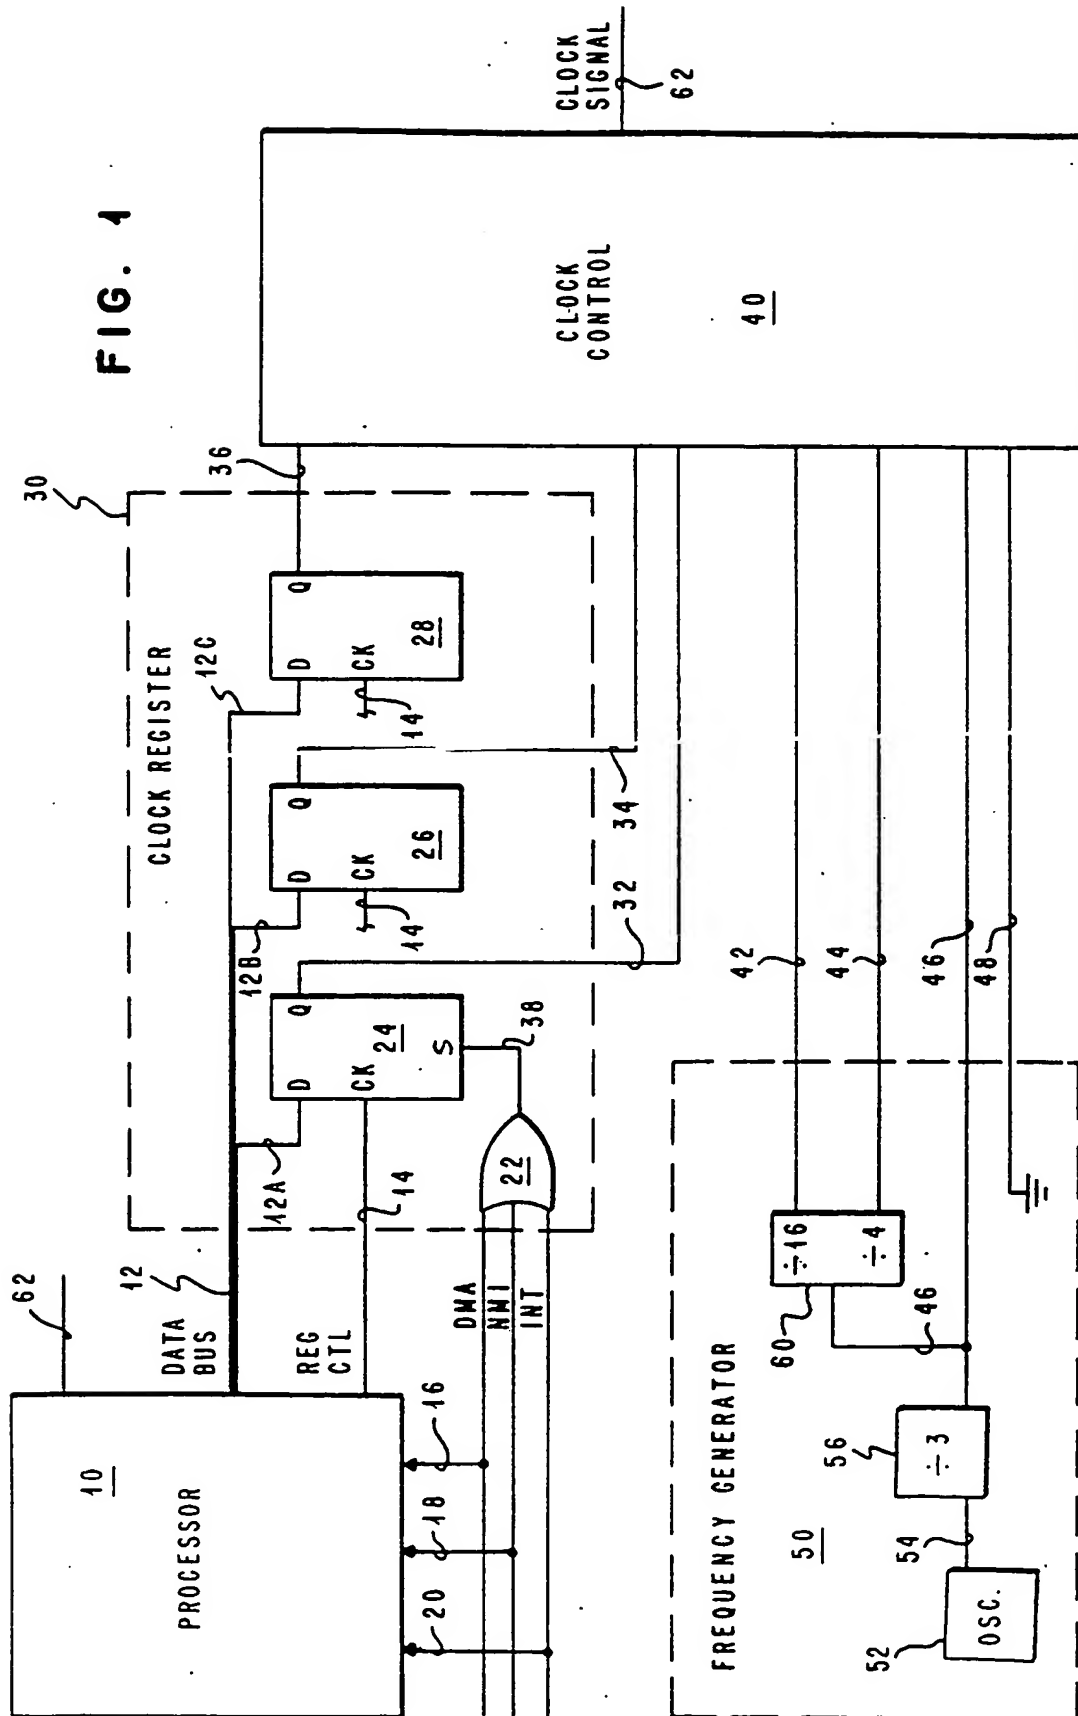 FIG. 1
62
10
PROCESSOR
12
DATA
BUS
REG
CTL
14
16
18
20
DMA
NMI
INT
22
38
30
CLOCK REGISTER
12A
12B
12C
D
Q
CK
24
S
D
Q
CK
26
14
D
Q
CK
28
14
36
34
32
CLOCK
CONTROL
40
CLOCK
SIGNAL
62
42
44
46
48
FREQUENCY GENERATOR
50
52
OSC.
54
56
÷3
46
60
÷16
÷4